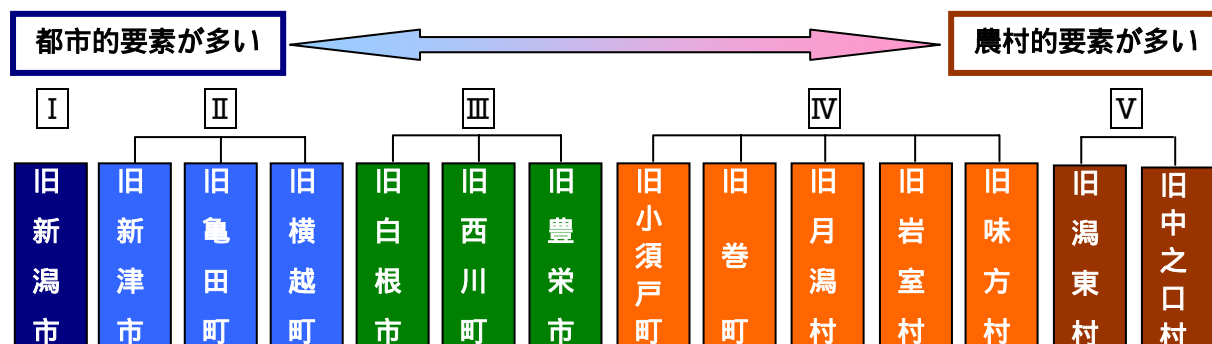 都市的要素が多い
農村的要素が多い
Ⅰ
Ⅱ
Ⅲ
Ⅳ
Ⅴ
旧新潟市
旧新津市
旧亀田町
旧横越町
旧白根市
旧西川町
旧豊栄市
旧小須戸町
旧巻町
旧月潟村
旧岩室村
旧味方村
旧潟東村
旧中之口村